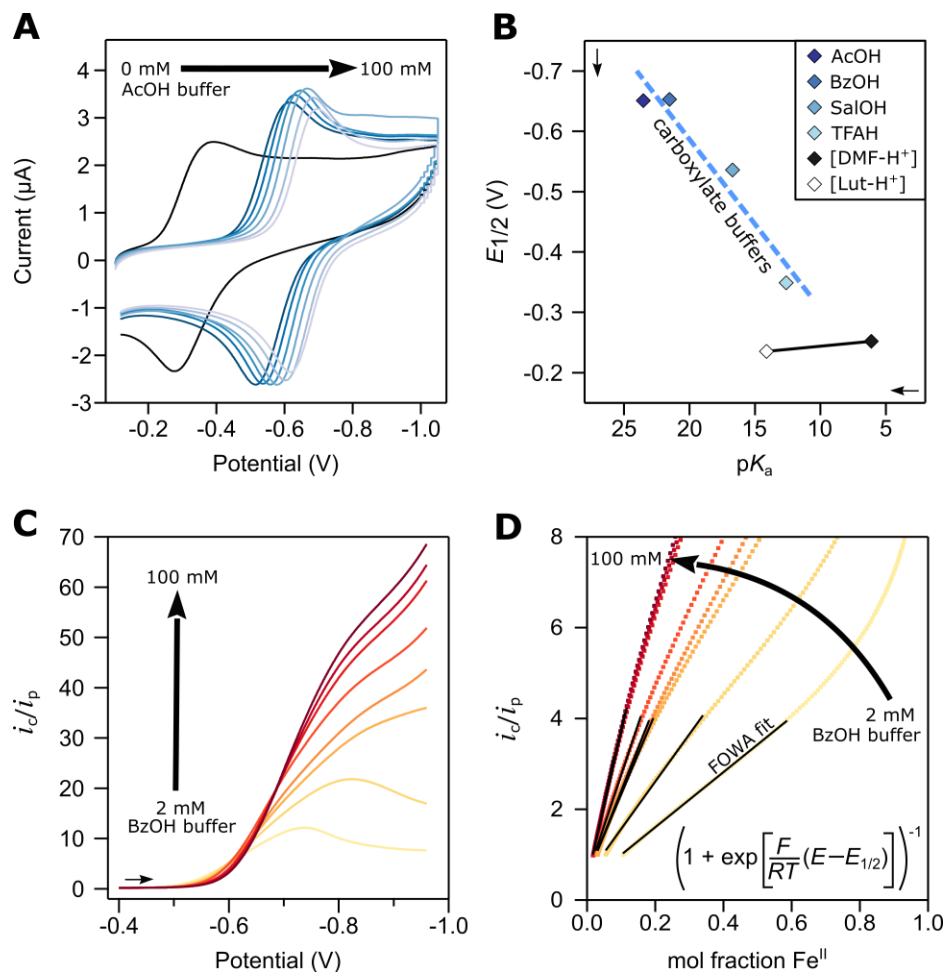 A
0 mM
100 mM
AcOH buffer
4
3
2
1
0
-1
-2
-3
Current (µA)
-0.2
-0.4
-0.6
-0.8
-1.0
Potential (V)
B
-0.7
-0.6
-0.5
-0.4
-0.3
-0.2
E1/2 (V)
AcOH
BzOH
SalOH
TFAH
[DMF-H⁺]
[Lut-H⁺]
carboxylate buffers
25
20
15
10
5
pKa
C
70
60
50
40
30
20
10
0
ic/ip
100 mM
2 mM
BzOH buffer
-0.4
-0.5
-0.6
-0.7
-0.8
-0.9
-1.0
Potential (V)
D
8
6
4
2
0
ic/ip
100 mM
2 mM
BzOH buffer
FOWA fit
(1 + exp[F/RT(E−E1/2)])-1
0.0
0.2
0.4
0.6
0.8
1.0
mol fraction FeII